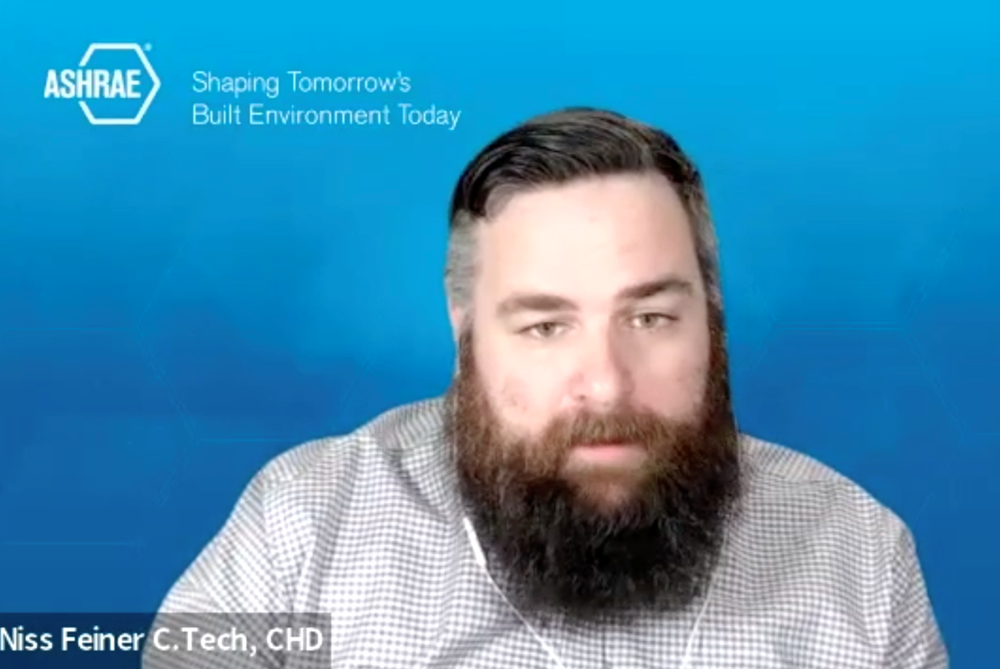 ASHRAE®
Shaping Tomorrow's
Built Environment Today
Niss Feiner C.Tech, CHD